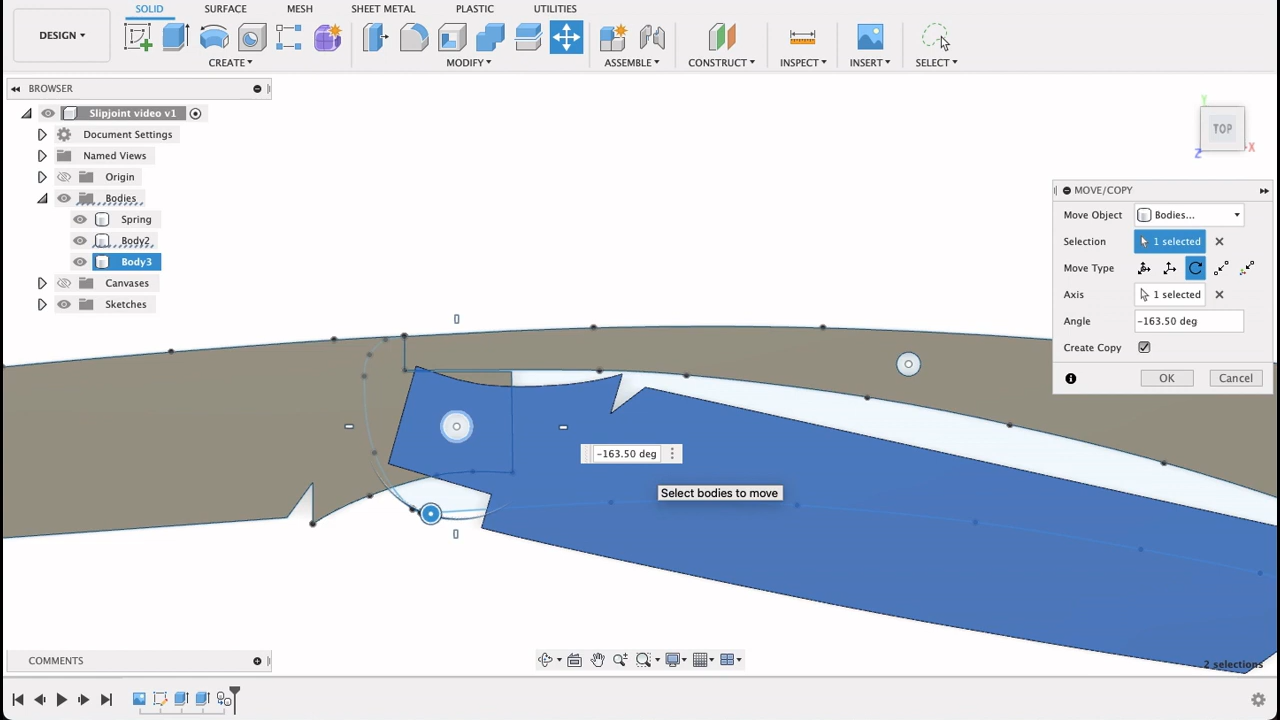 SOLID SURFACE MESH SHEET METAL PLASTIC UTILITIES
DESIGN
CREATE MODIFY ASSEMBLE CONSTRUCT INSPECT INSERT SELECT
BROWSER
Slipjoint video v1
Document Settings
Named Views
Origin
Bodies
Spring
Body2
Body3
Canvases
Sketches
Y
TOP
X
Z
MOVE/COPY
Move Object Bodies...
Selection 1 selected
Move Type
Axis 1 selected
Angle -163.50 deg
Create Copy
OK Cancel
-163.50 deg
Select bodies to move
COMMENTS
2 selections